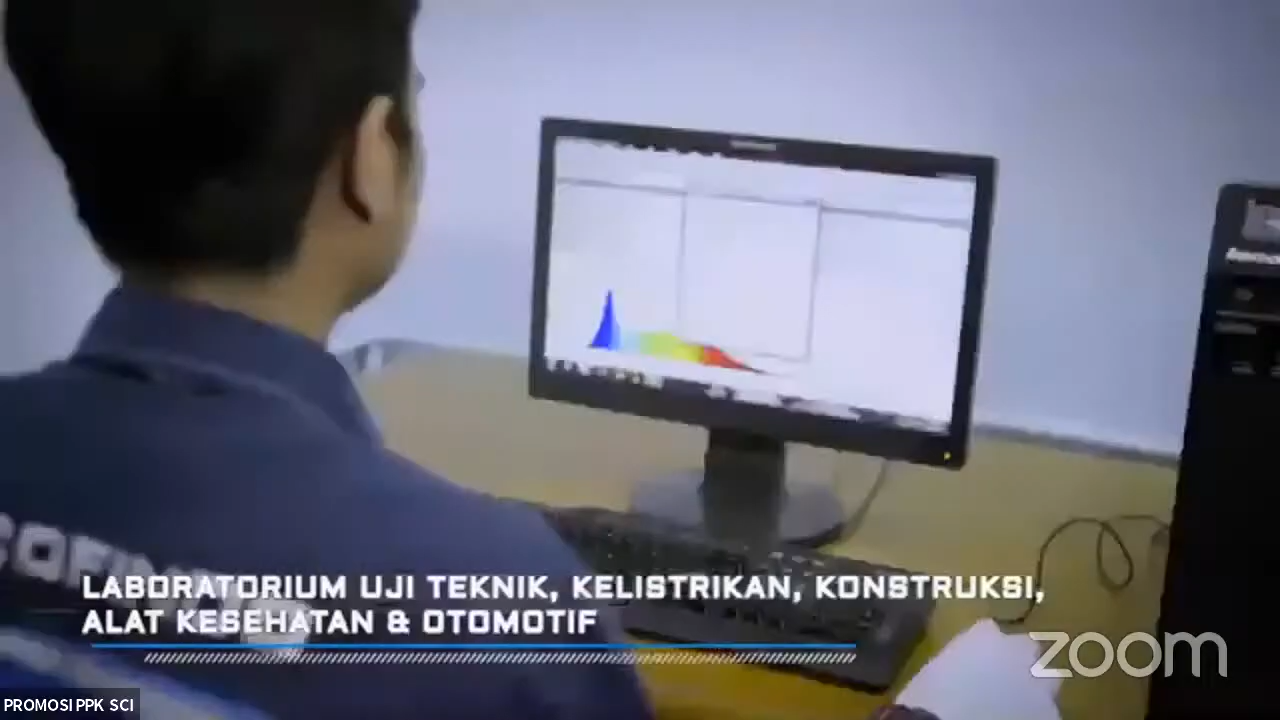 LABORATORIUM UJI TEKNIK, KELISTRIKAN, KONSTRUKSI,
ALAT KESEHATAN & OTOMOTIF
zoom
PROMOSI PPK SCI